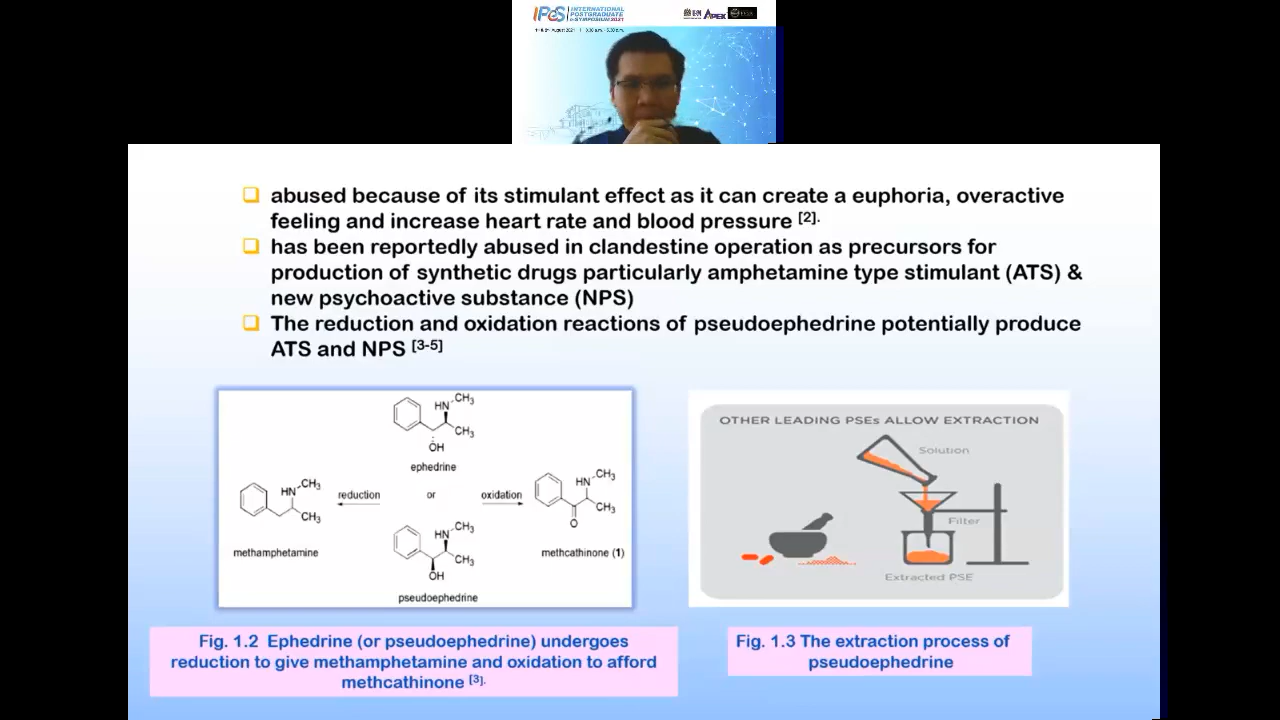 IPeS INTERNATIONAL
POSTGRADUATE
e-SYMPOSIUM 2021
APEK
❑ abused because of its stimulant effect as it can create a euphoria, overactive
feeling and increase heart rate and blood pressure [2].
❑ has been reportedly abused in clandestine operation as precursors for
production of synthetic drugs particularly amphetamine type stimulant (ATS) &
new psychoactive substance (NPS)
❑ The reduction and oxidation reactions of pseudoephedrine potentially produce
ATS and NPS [3-5]
HN CH3
CH3
OH
ephedrine
HN CH3
CH3
methamphetamine
reduction or oxidation
HN CH3
CH3
O
methcathinone (1)
HN CH3
CH3
OH
pseudoephedrine
Fig. 1.2 Ephedrine (or pseudoephedrine) undergoes
reduction to give methamphetamine and oxidation to afford
methcathinone [3].
OTHER LEADING PSEs ALLOW EXTRACTION
Solution
Filter
Extracted PSE
Fig. 1.3 The extraction process of
pseudoephedrine